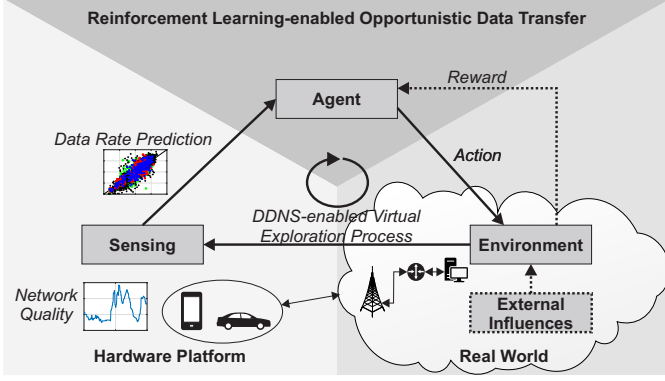 Reinforcement Learning-enabled Opportunistic Data Transfer
Reward
Agent
Data Rate Prediction
Action
DDNS-enabled Virtual
Exploration Process
Sensing
Environment
Network
Quality
External
Influences
Hardware Platform
Real World